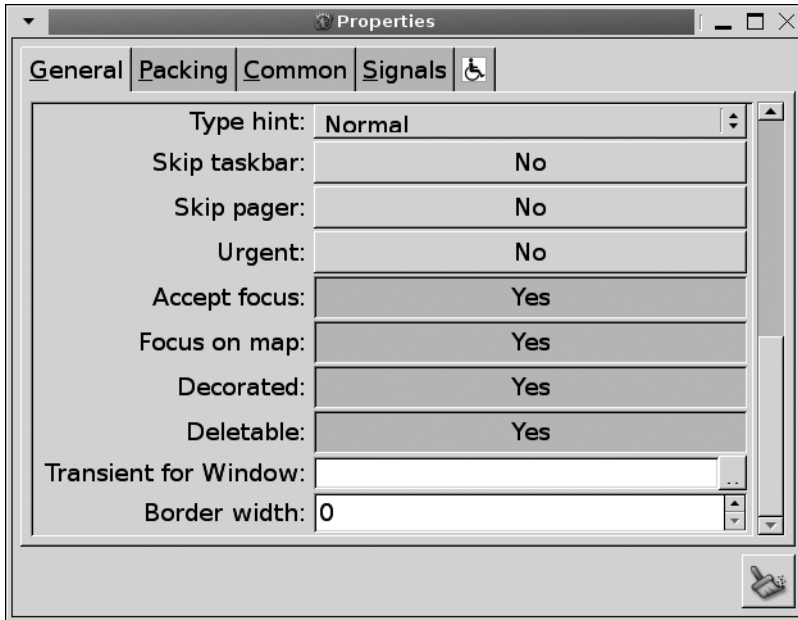 Properties
General Packing Common Signals
Type hint: Normal
Skip taskbar: No
Skip pager: No
Urgent: No
Accept focus: Yes
Focus on map: Yes
Decorated: Yes
Deletable: Yes
Transient for Window: ..
Border width: 0